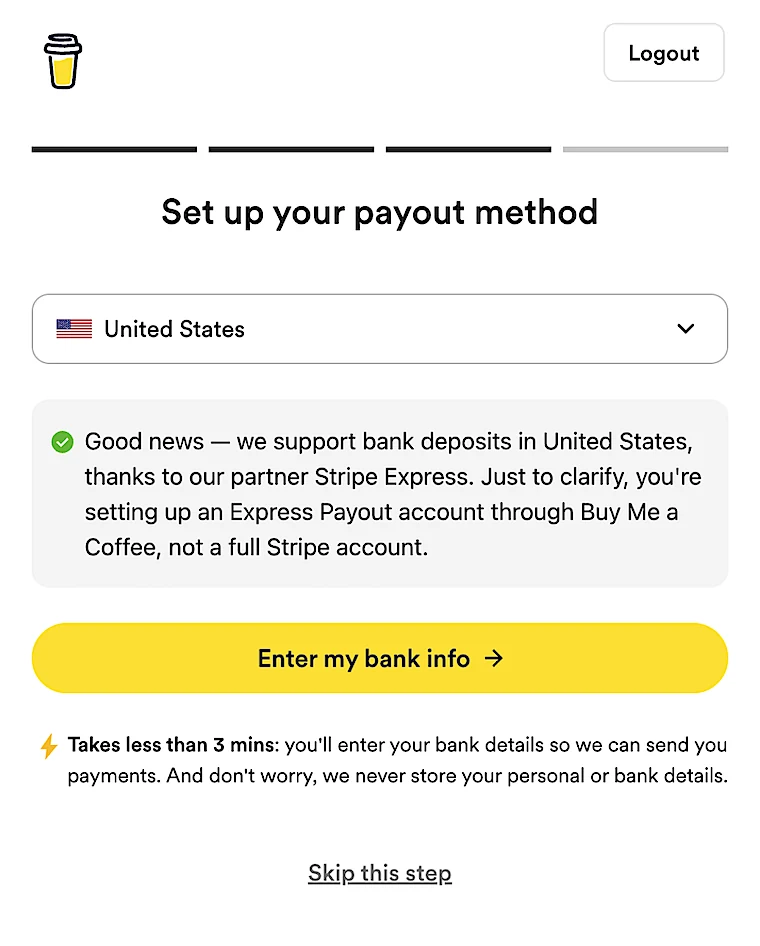 Logout
Set up your payout method
United States
Good news — we support bank deposits in United States,
thanks to our partner Stripe Express. Just to clarify, you're
setting up an Express Payout account through Buy Me a
Coffee, not a full Stripe account.
Enter my bank info →
Takes less than 3 mins: you'll enter your bank details so we can send you
payments. And don't worry, we never store your personal or bank details.
Skip this step